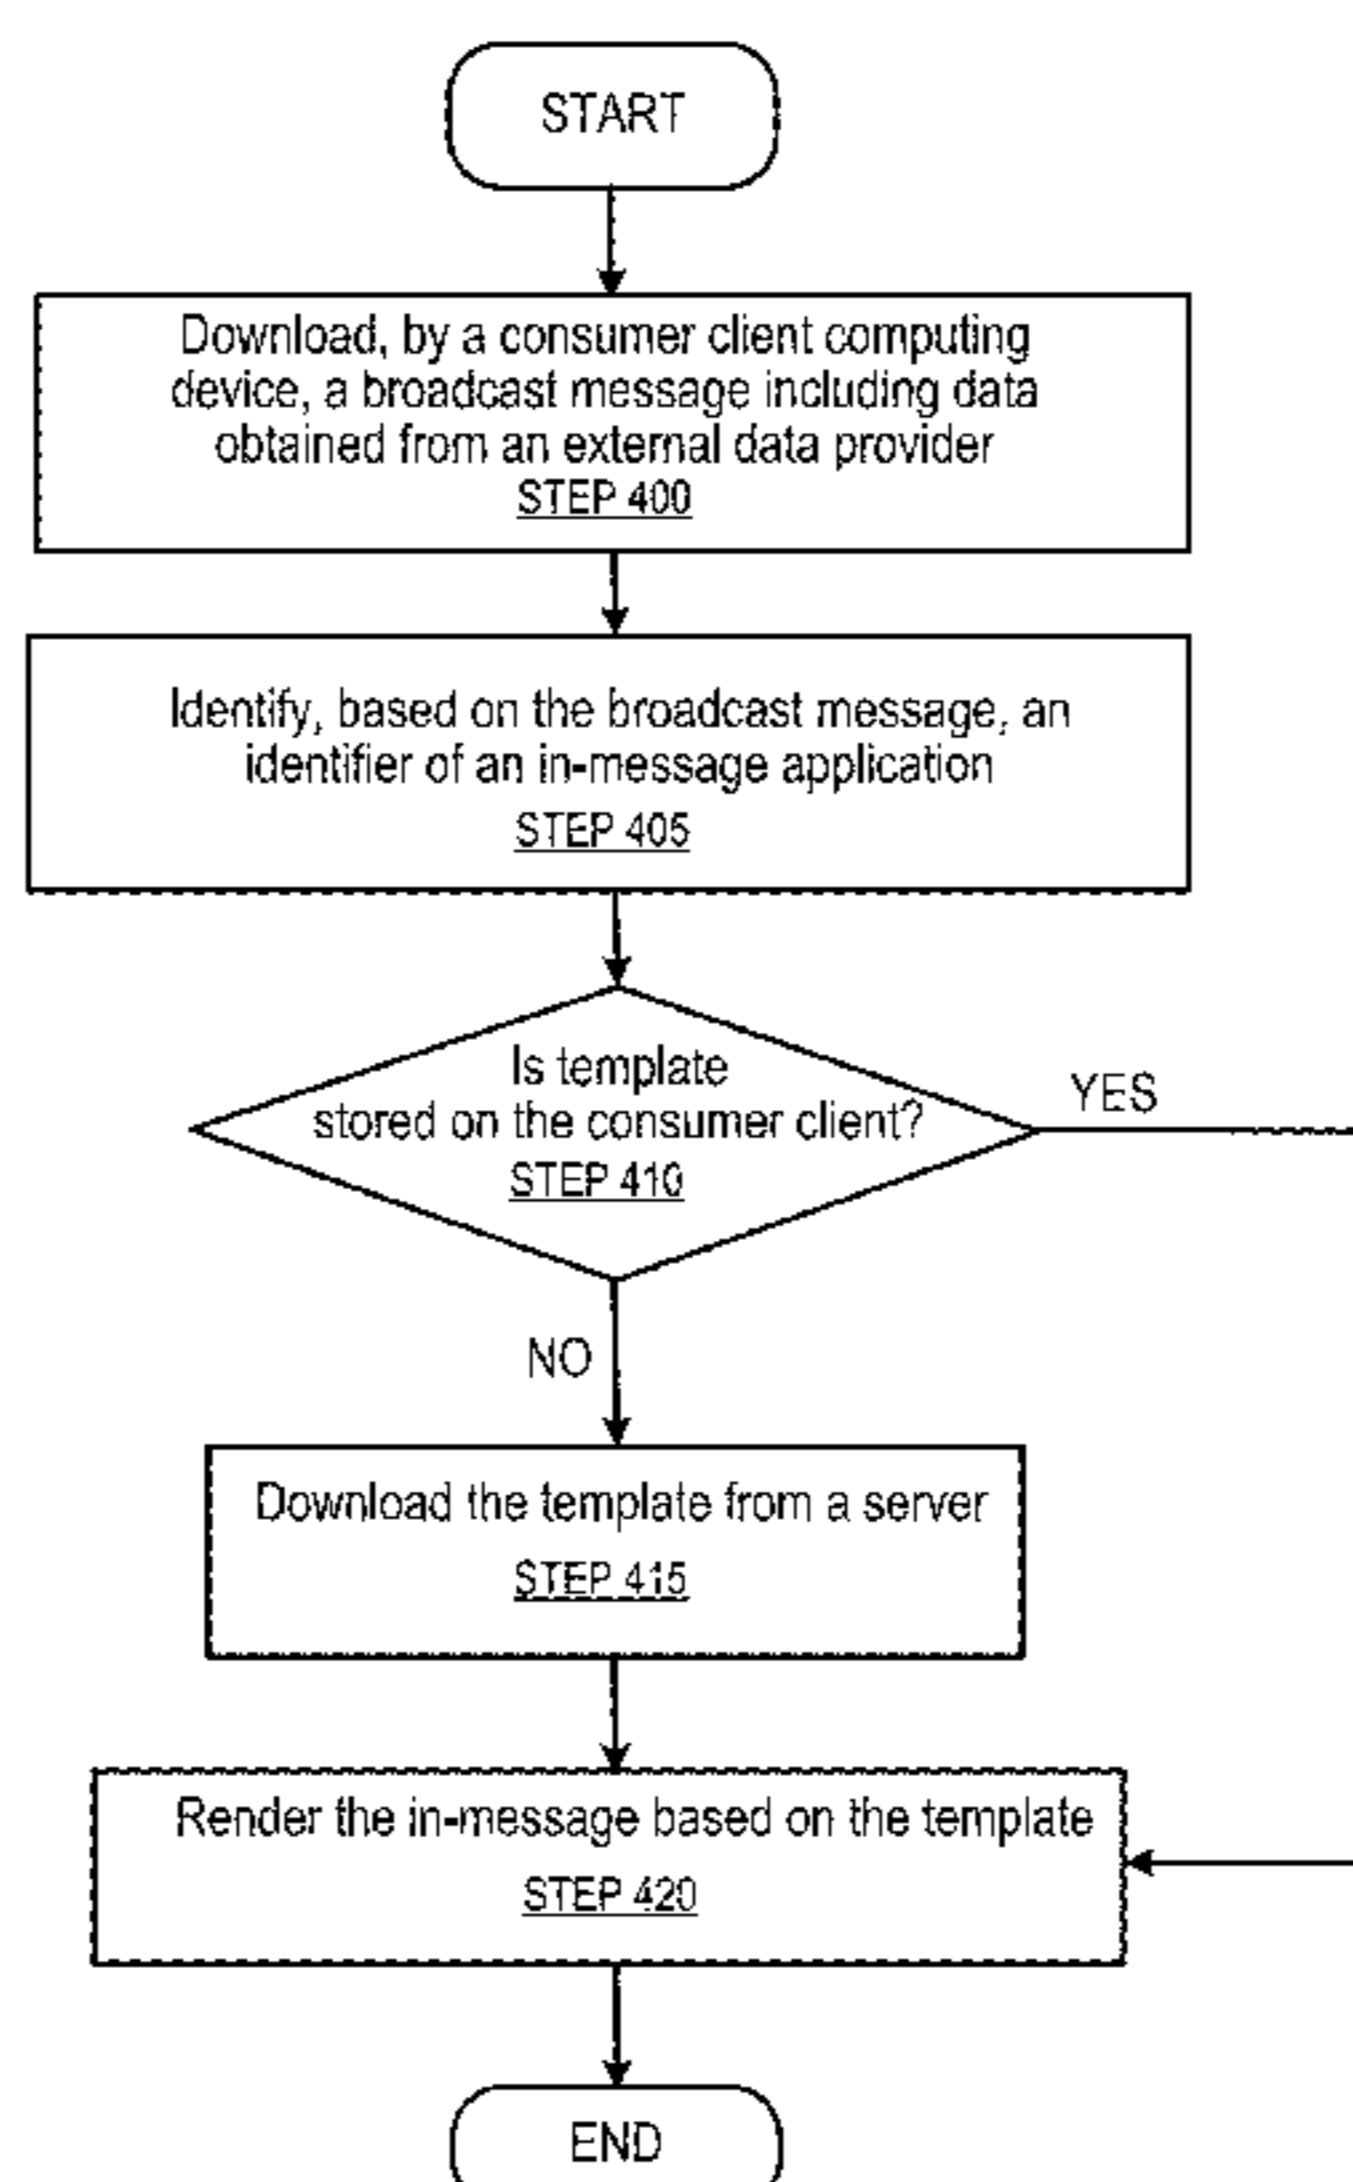 START
Download, by a consumer client computing
device, a broadcast message including data
obtained from an external data provider
STEP 400
Identify, based on the broadcast message, an
identifier of an in-message application
STEP 405
Is template
stored on the consumer client?
STEP 410
YES
NO
Download the template from a server
STEP 415
Render the in-message based on the template
STEP 420
END